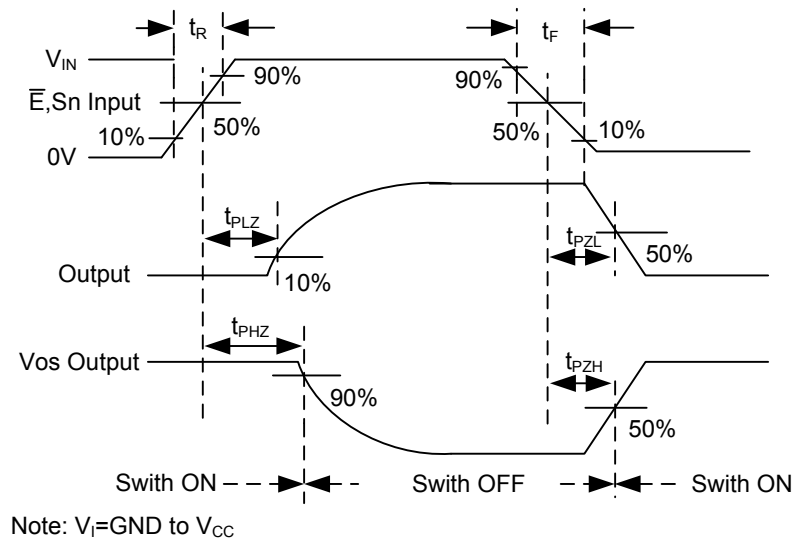 tR
tF
VIN
90%
90%
E̅,Sn Input
50%
50%
10%
10%
0V
tPLZ
tPZL
50%
Output
10%
tPHZ
Vos Output
tPZH
90%
50%
Swith ON
Swith OFF
Swith ON
Note: VI=GND to VCC